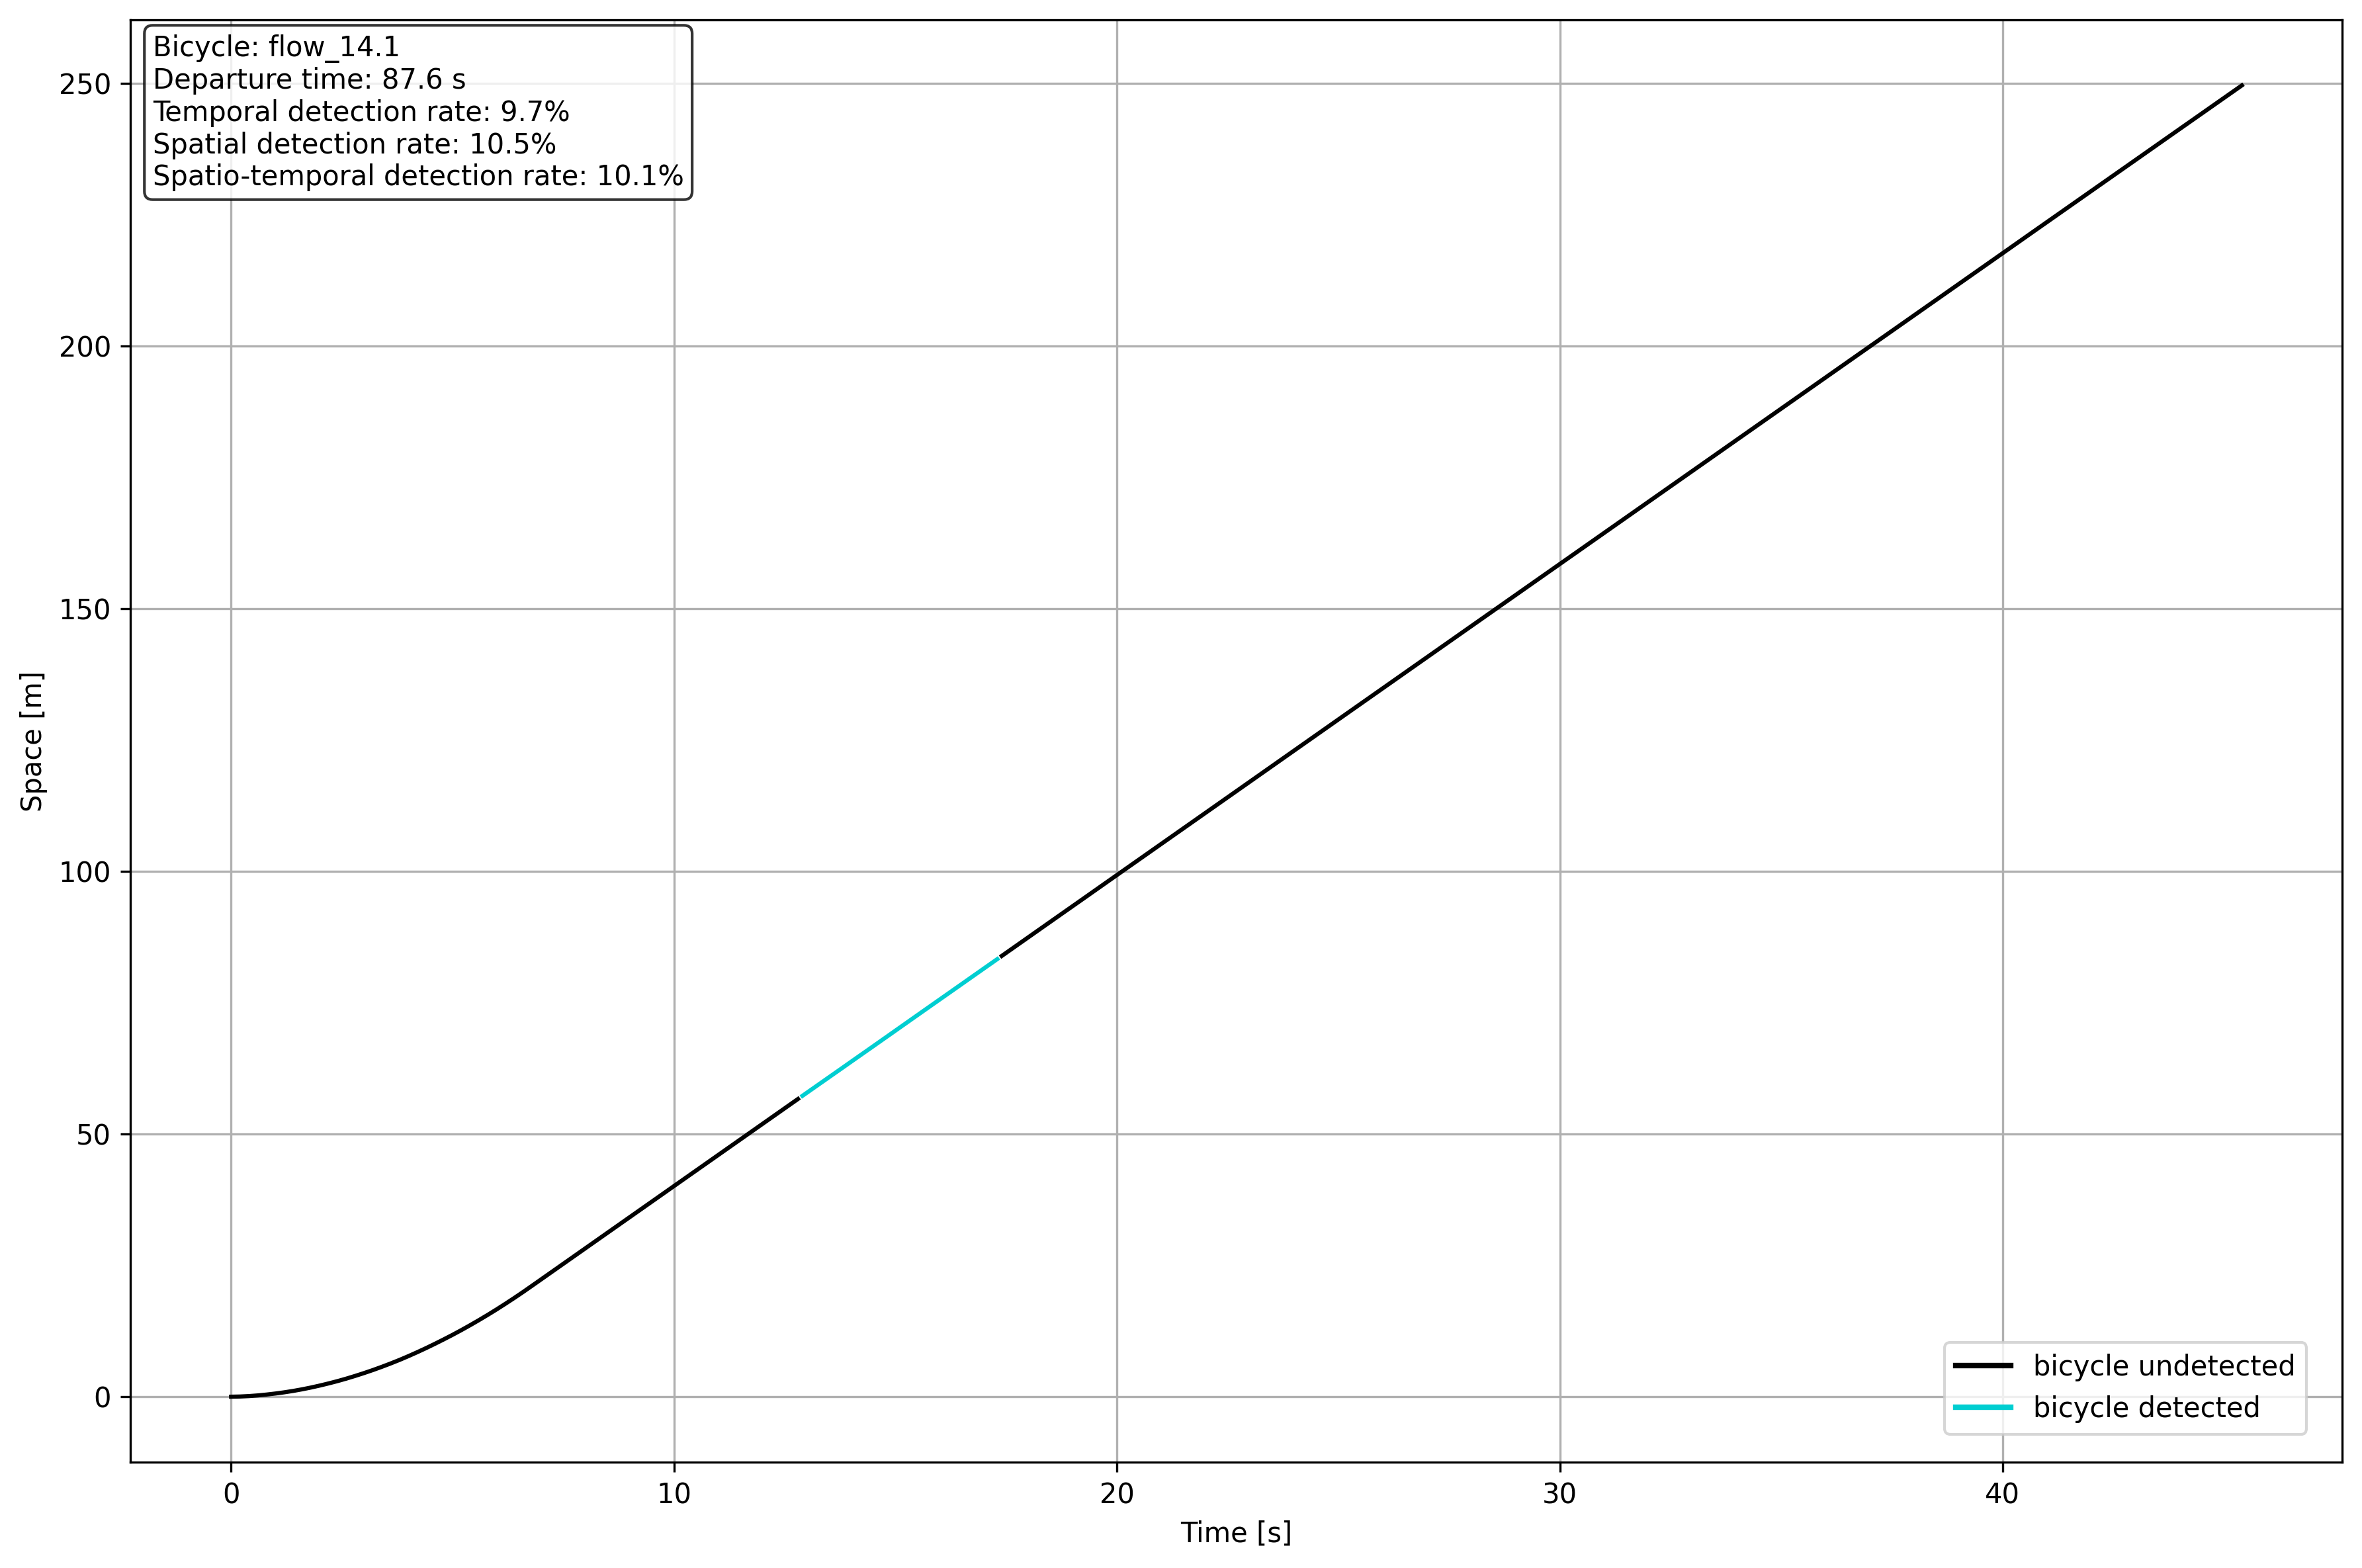 Bicycle: flow_14.1
Departure time: 87.6 s
Temporal detection rate: 9.7%
Spatial detection rate: 10.5%
Spatio-temporal detection rate: 10.1%
250
200
150
100
50
0
Space [m]
0
10
20
30
40
Time [s]
bicycle undetected
bicycle detected